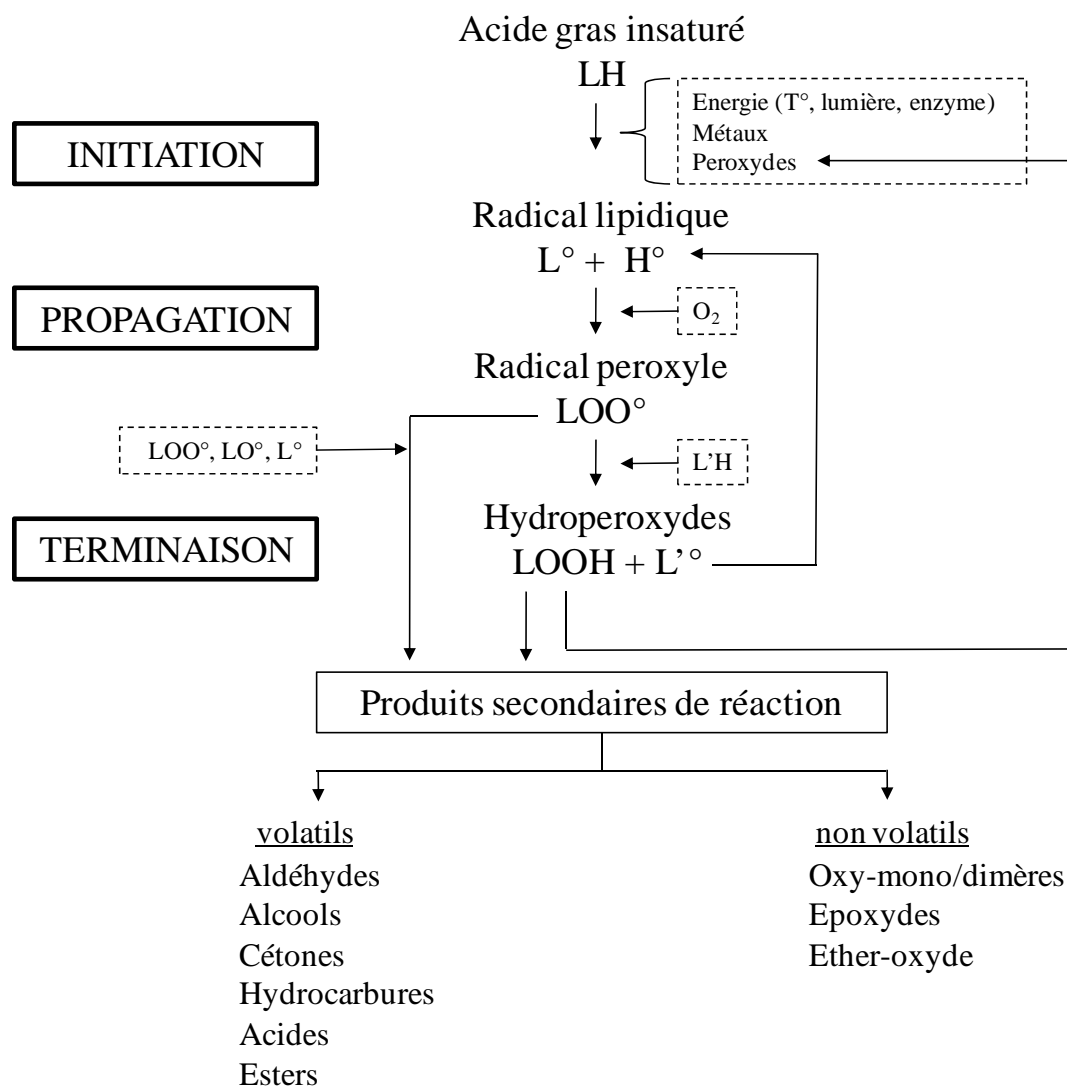 Acide gras insaturé
LH
Energie (T°, lumière, enzyme)
Métaux
Peroxydes
INITIATION
Radical lipidique
L° + H°
PROPAGATION
O₂
Radical peroxyle
LOO°
LOO°, LO°, L°
L’H
Hydroperoxydes
TERMINAISON
LOOH + L’°
Produits secondaires de réaction
volatils
Aldéhydes
Alcools
Cétones
Hydrocarbures
Acides
Esters
non volatils
Oxy-mono/dimères
Epoxydes
Ether-oxyde